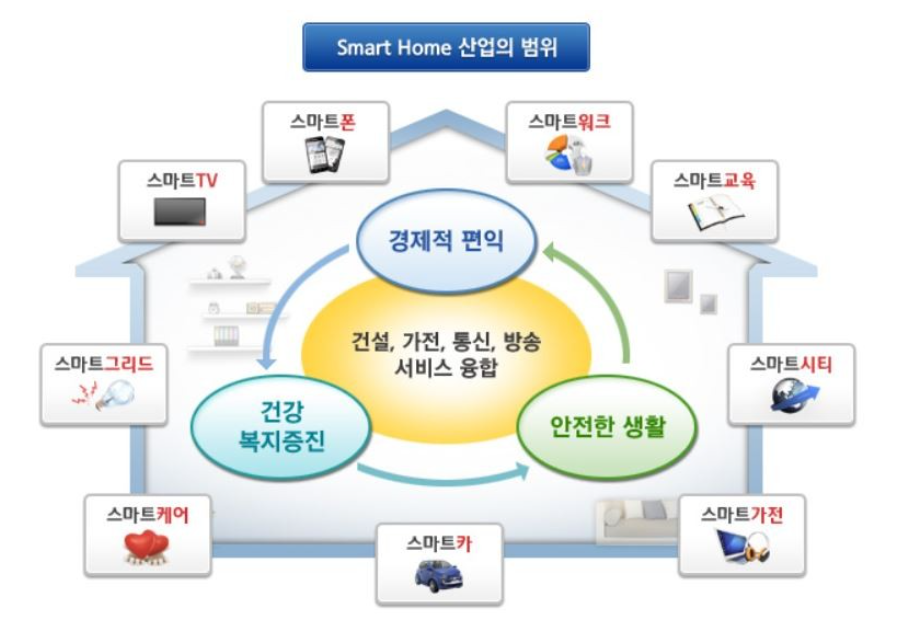 Smart Home 산업의 범위
스마트폰
스마트워크
스마트TV
스마트교육
경제적 편익
건설, 가전, 통신, 방송
서비스 융합
스마트그리드
스마트시티
건강
복지증진
안전한 생활
스마트케어
스마트카
스마트가전